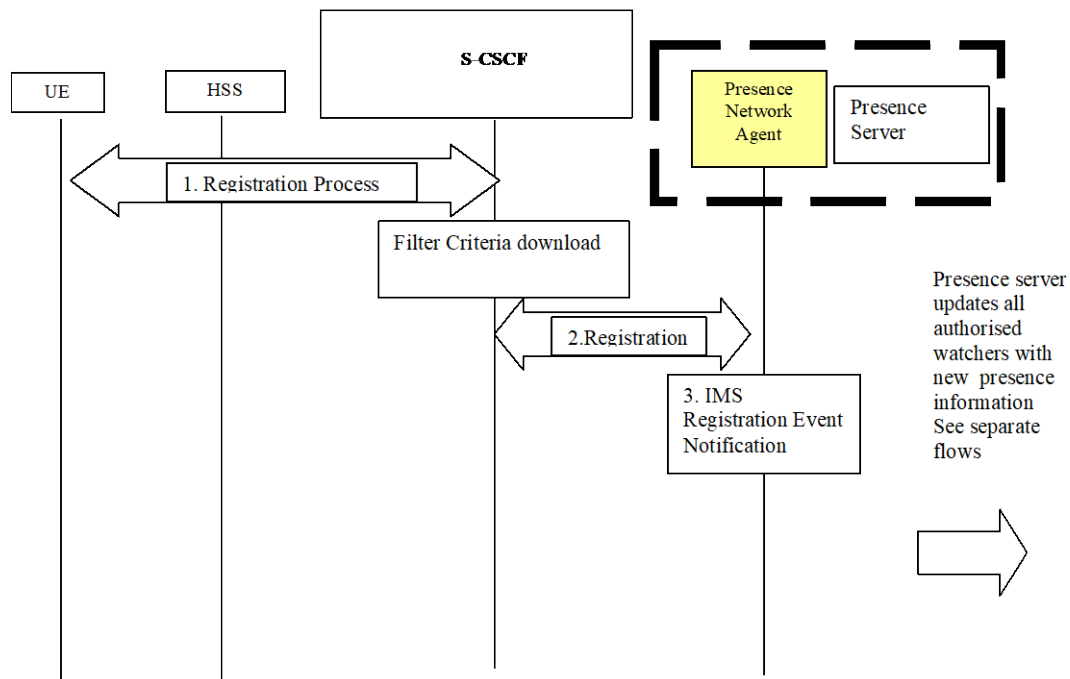 S-CSCF
UE
HSS
Presence
Network
Agent
Presence
Server
1. Registration Process
Filter Criteria download
2.Registration
3. IMS
Registration Event
Notification
Presence server
updates all
authorised
watchers with
new presence
information
See separate
flows